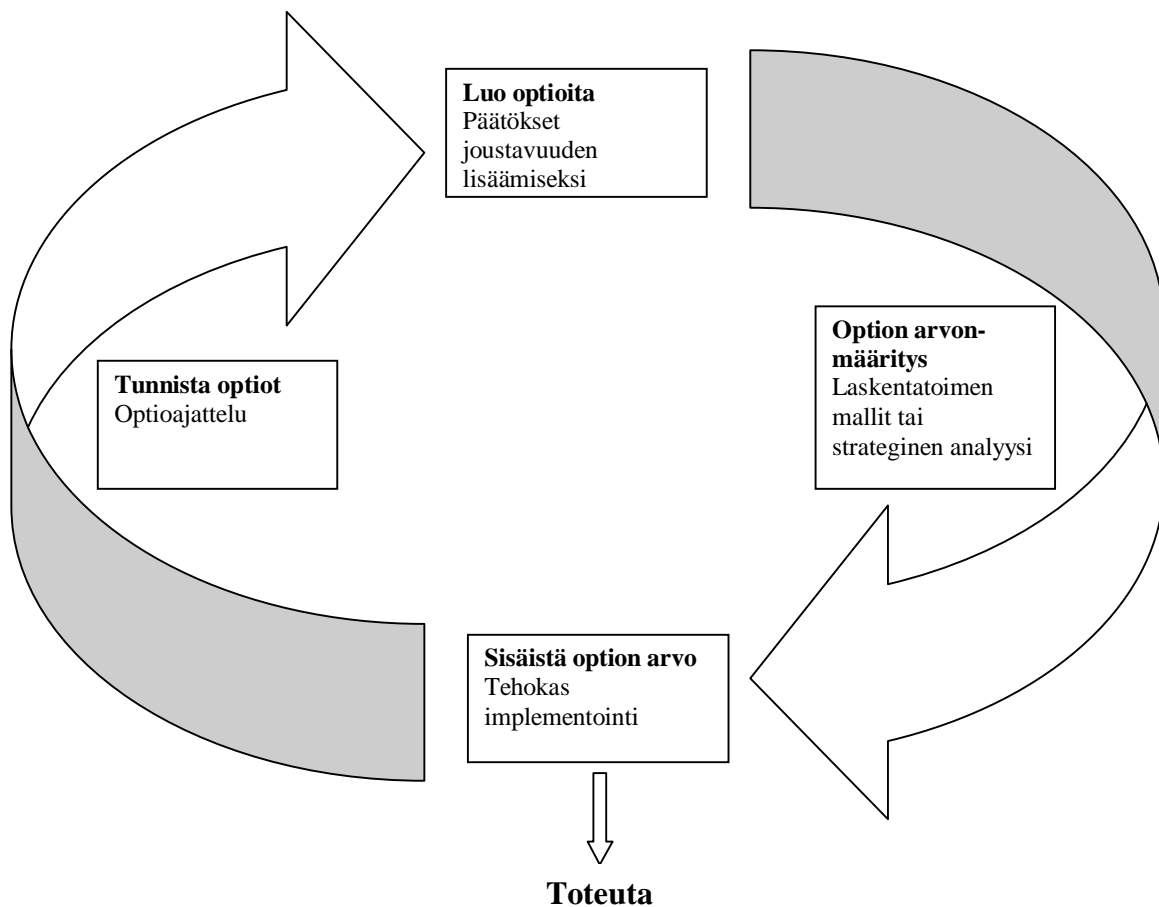 Luo optioita
Päätökset
joustavuuden
lisäämiseksi
Option arvon-
määritys
Laskentatoimen
mallit tai
strateginen analyysi
Tunnista optiot
Optioajattelu
Sisäistä option arvo
Tehokas
implementointi
Toteuta